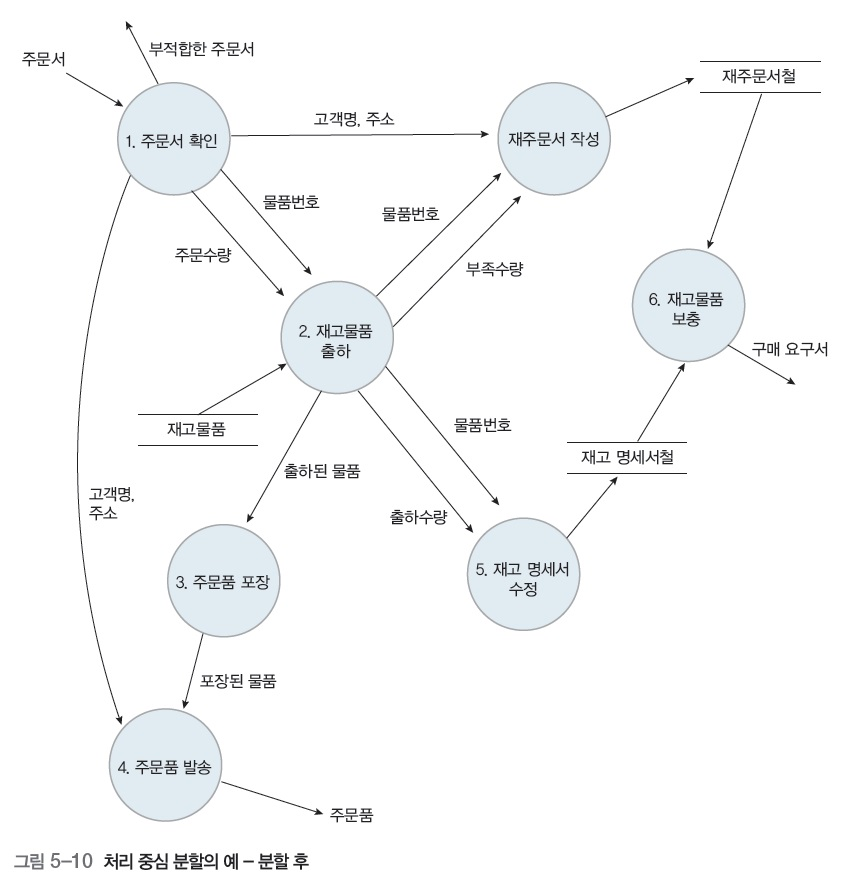 부적합한 주문서
주문서
재주문서철
고객명, 주소
1. 주문서 확인
재주문서 작성
물품번호
물품번호
주문수량
부족수량
2. 재고물품
출하
6. 재고물품
보충
구매 요구서
재고물품
물품번호
재고 명세서철
출하된 물품
고객명,
주소
출하수량
5. 재고 명세서
수정
3. 주문품 포장
포장된 물품
4. 주문품 발송
주문품
그림 5-10 처리 중심 분할의 예 – 분할 후